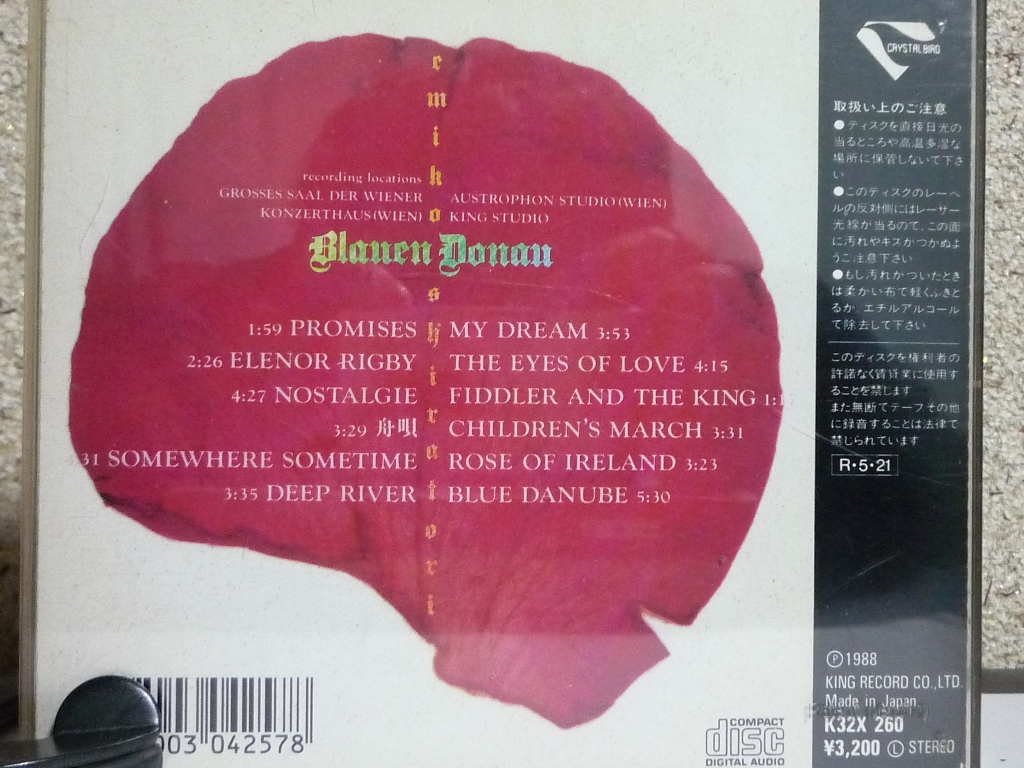 emiko shiratori
recording locations
GROSSES SAAL DER WIENER
KONZERTHAUS(WIEN)
AUSTROPHON STUDIO(WIEN)
KING STUDIO
Blauen Donau
1:59 PROMISES
2:26 ELENOR RIGBY
4:27 NOSTALGIE
3:29 舟唄
:31 SOMEWHERE SOMETIME
3:35 DEEP RIVER
MY DREAM 3:53
THE EYES OF LOVE 4:15
FIDDLER AND THE KING 1:17
CHILDREN'S MARCH 3:31
ROSE OF IRELAND 3:23
BLUE DANUBE 5:30
003 042578
COMPACT
disc
DIGITAL AUDIO
CRYSTAL BIRD
取扱い上のご注意
●ディスクを直接日光の
当るところや高温多湿な
場所に保管しないで下さ
い
●このディスクのレーベ
ルの反対側にはレーザー
光線が当るので、この面
に汚れやキズがつかぬよ
うご注意下さい
●もし汚れがついたとき
は柔かい布で軽くふきと
るか、エチルアルコール
で除去して下さい
このディスクを権利者の
許諾なく賃貸業に使用す
ることを禁じます
また無断でテープその他
に録音することは法律で
禁じられています
R・5・21
Ⓟ1988
KING RECORD CO.,LTD.
Made in Japan
K32X 260
¥3,200 Ⓛ STEREO